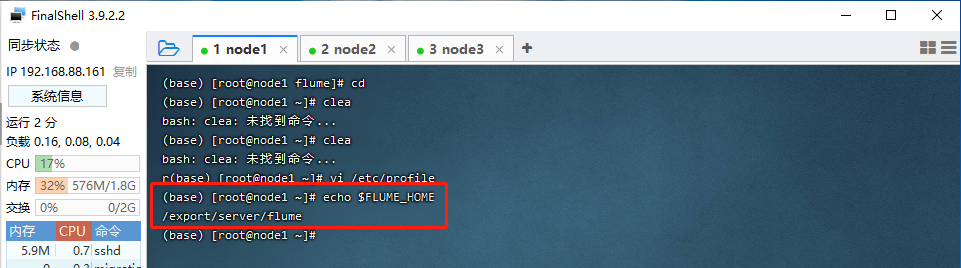 FinalShell 3.9.2.2
同步状态
IP 192.168.88.161 复制
系统信息
运行 2 分
负载 0.16, 0.08, 0.04
CPU 17%
内存 32% 576M/1.8G
交换 0% 0/2G
内存 CPU 命令
5.9M 0.7 sshd
1 node1
2 node2
3 node3
(base) [root@node1 flume]# cd
(base) [root@node1 ~]# clea
bash: clea: 未找到命令...
(base) [root@node1 ~]# clea
bash: clea: 未找到命令...
r(base) [root@node1 ~]# vi /etc/profile
(base) [root@node1 ~]# echo $FLUME_HOME
/export/server/flume
(base) [root@node1 ~]#